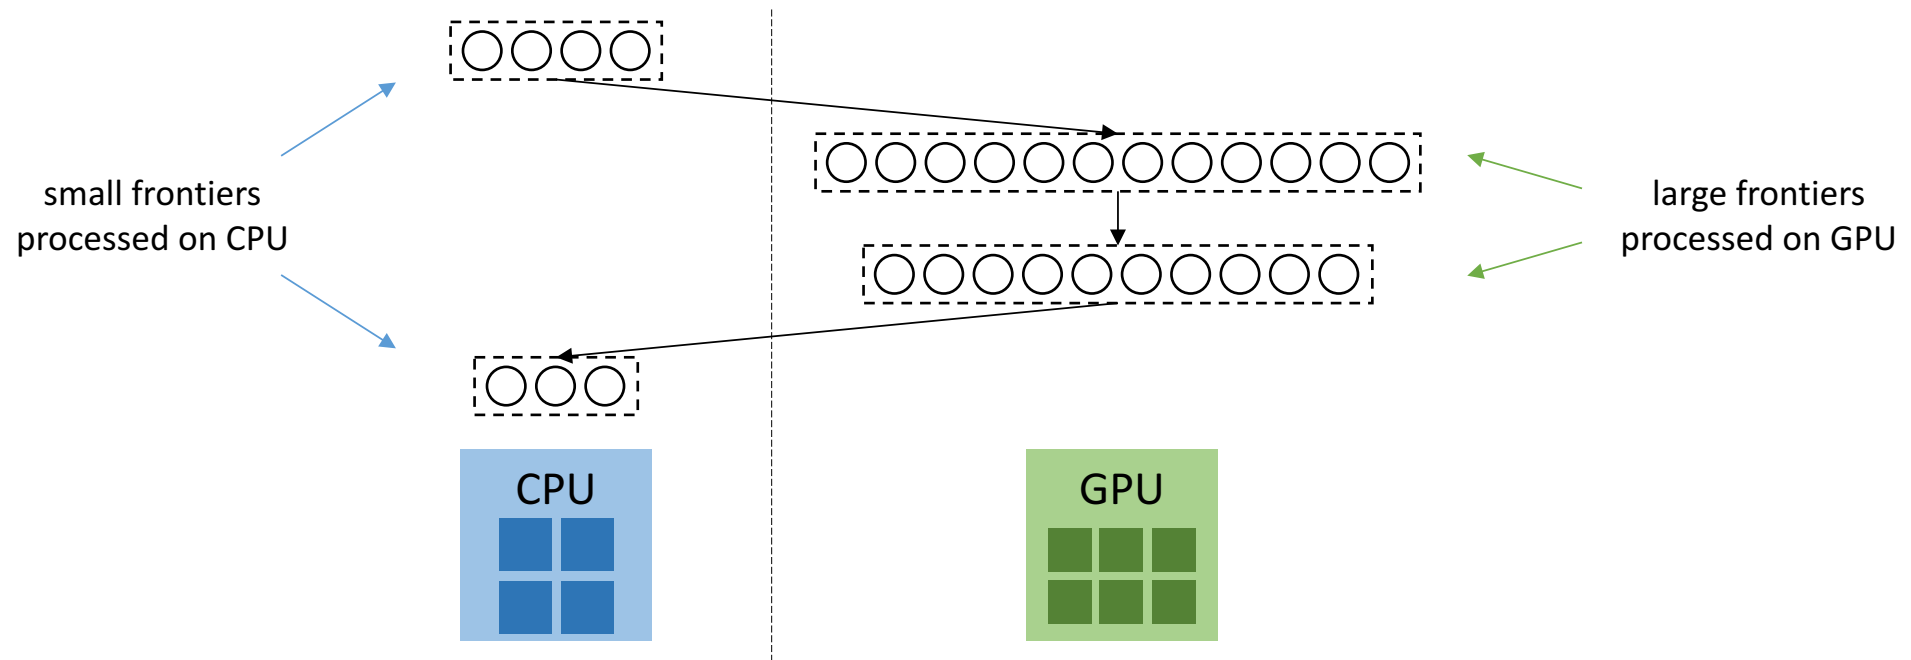 small frontiers
processed on CPU
large frontiers
processed on GPU
CPU
GPU